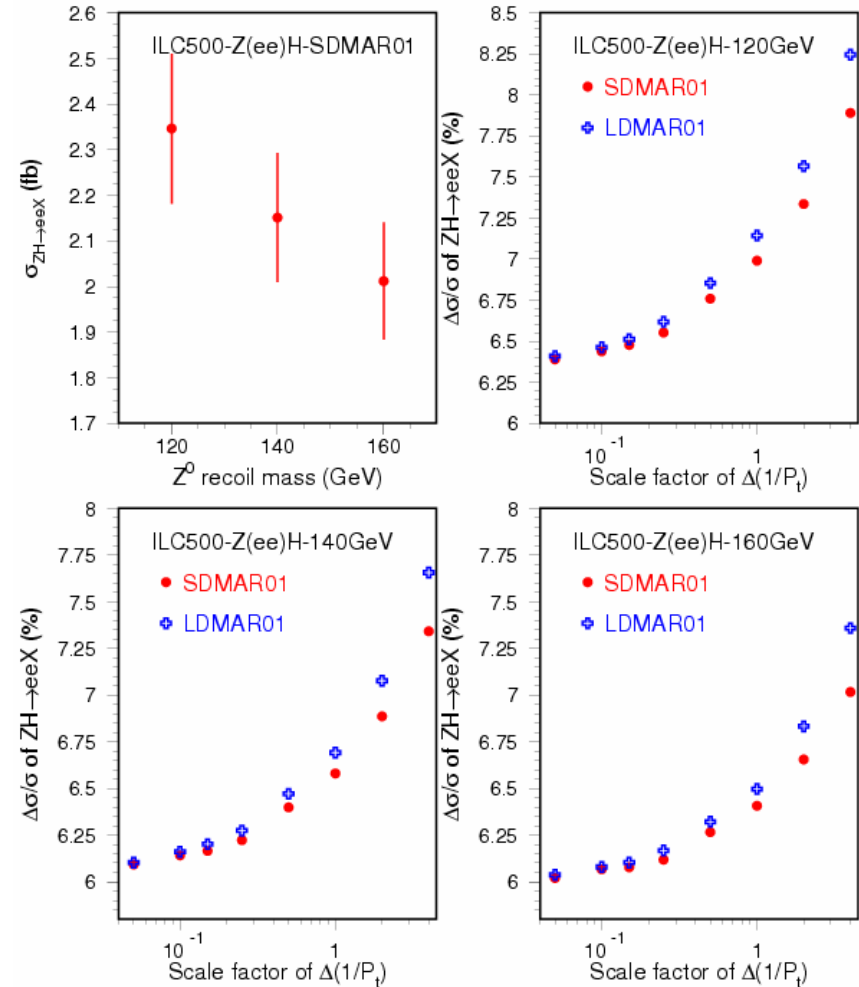 ILC500-Z(ee)H-SDMAR01
2.6
2.5
2.4
2.3
2.2
2.1
2
1.9
1.8
1.7
σ_ZH→eeX (fb)
120 140 160
Z⁰ recoil mass (GeV)
ILC500-Z(ee)H-120GeV
SDMAR01
LDMAR01
8.5
8.25
8
7.75
7.5
7.25
7
6.75
6.5
6.25
6
Δσ/σ of ZH→eeX (%)
10⁻¹ 1
Scale factor of Δ(1/P_t)
ILC500-Z(ee)H-140GeV
SDMAR01
LDMAR01
8
7.75
7.5
7.25
7
6.75
6.5
6.25
6
Δσ/σ of ZH→eeX (%)
10⁻¹ 1
Scale factor of Δ(1/P_t)
ILC500-Z(ee)H-160GeV
SDMAR01
LDMAR01
8
7.75
7.5
7.25
7
6.75
6.5
6.25
6
Δσ/σ of ZH→eeX (%)
10⁻¹ 1
Scale factor of Δ(1/P_t)